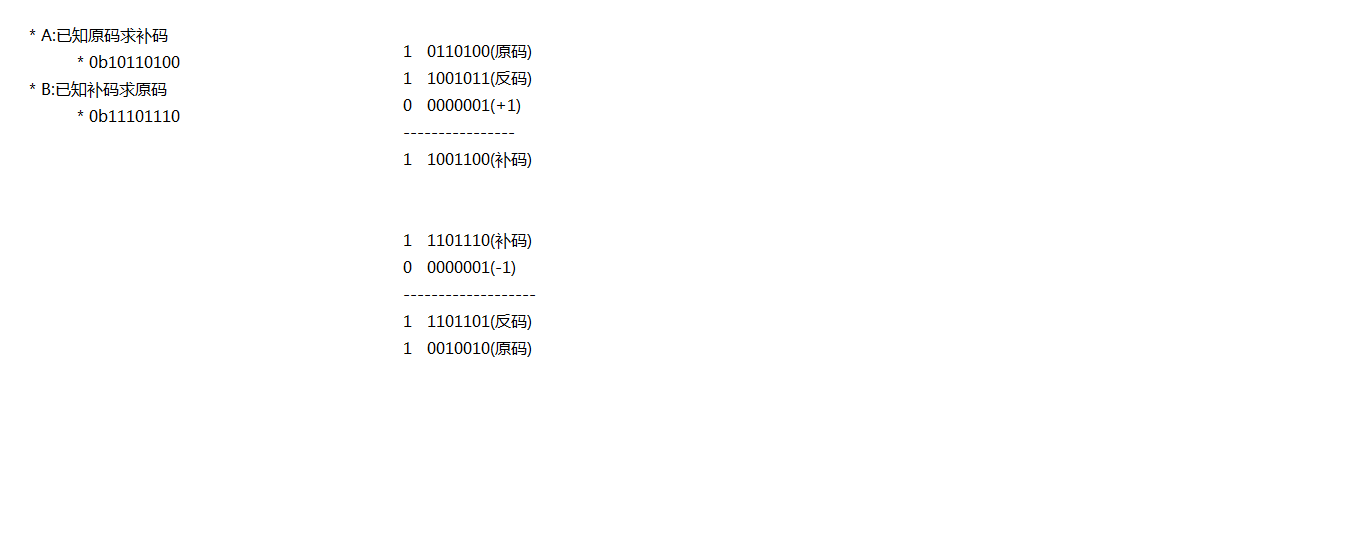 * A:已知原码求补码
* 0b10110100
* B:已知补码求原码
* 0b11101110
1 0110100(原码)
1 1001011(反码)
0 0000001(+1)
----------------
1 1001100(补码)
1 1101110(补码)
0 0000001(-1)
-------------------
1 1101101(反码)
1 0010010(原码)